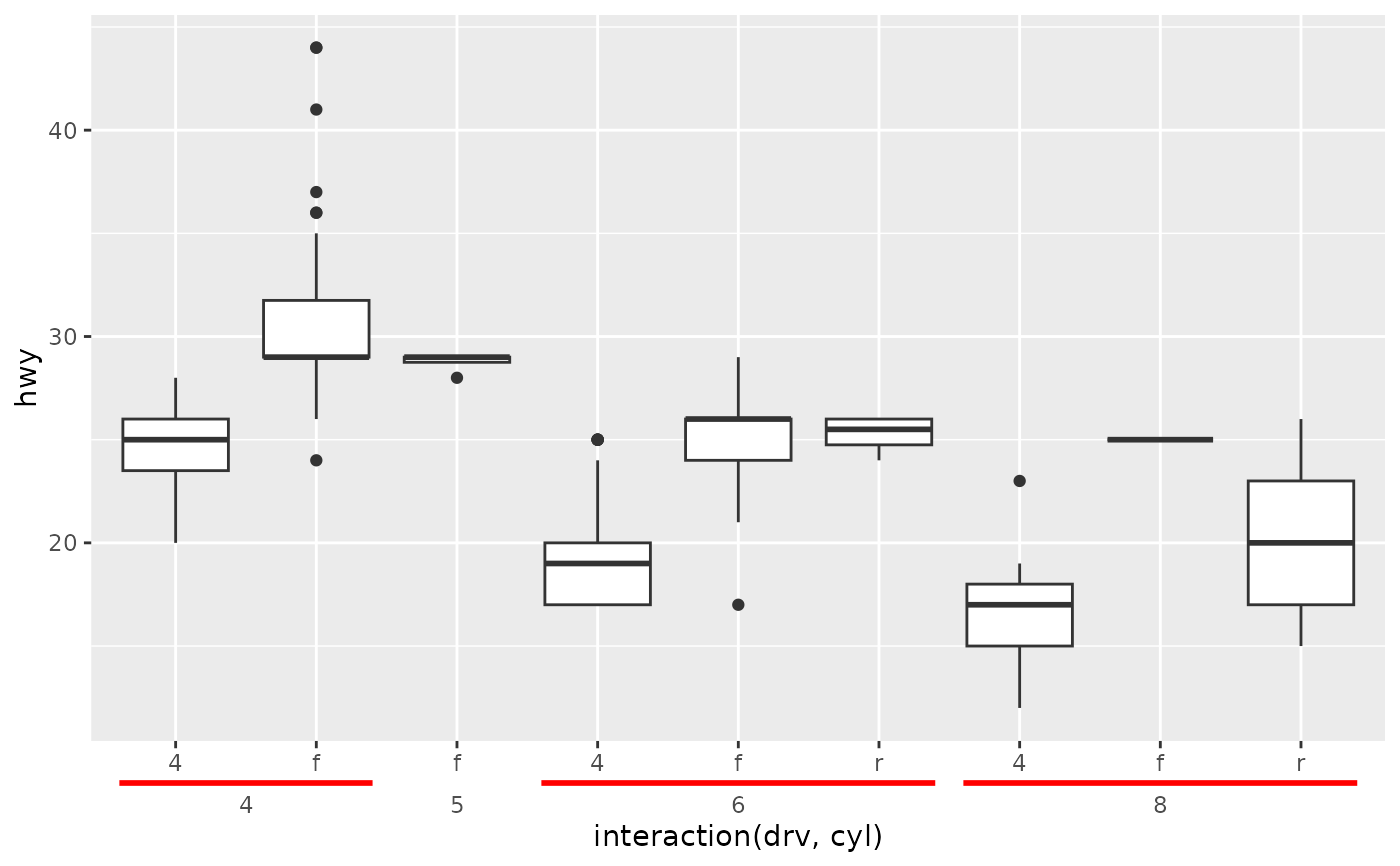 hwy
40
30
20
4 f f 4 f r 4 f r
4 5 6 8
interaction(drv, cyl)